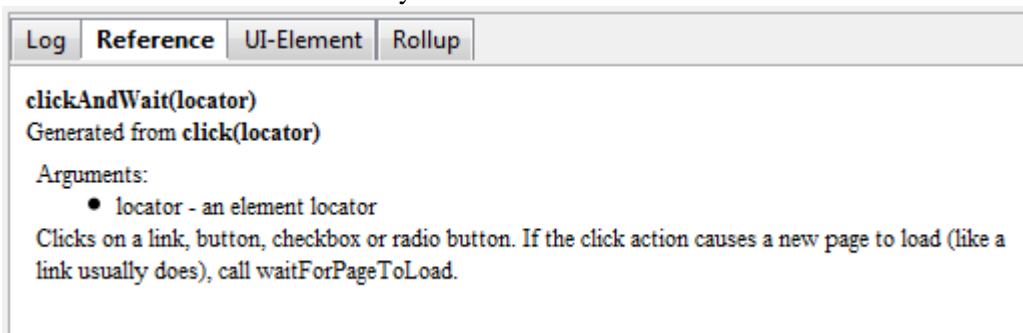 Log Reference UI-Element Rollup
clickAndWait(locator)
Generated from click(locator)
Arguments:
● locator - an element locator
Clicks on a link, button, checkbox or radio button. If the click action causes a new page to load (like a
link usually does), call waitForPageToLoad.